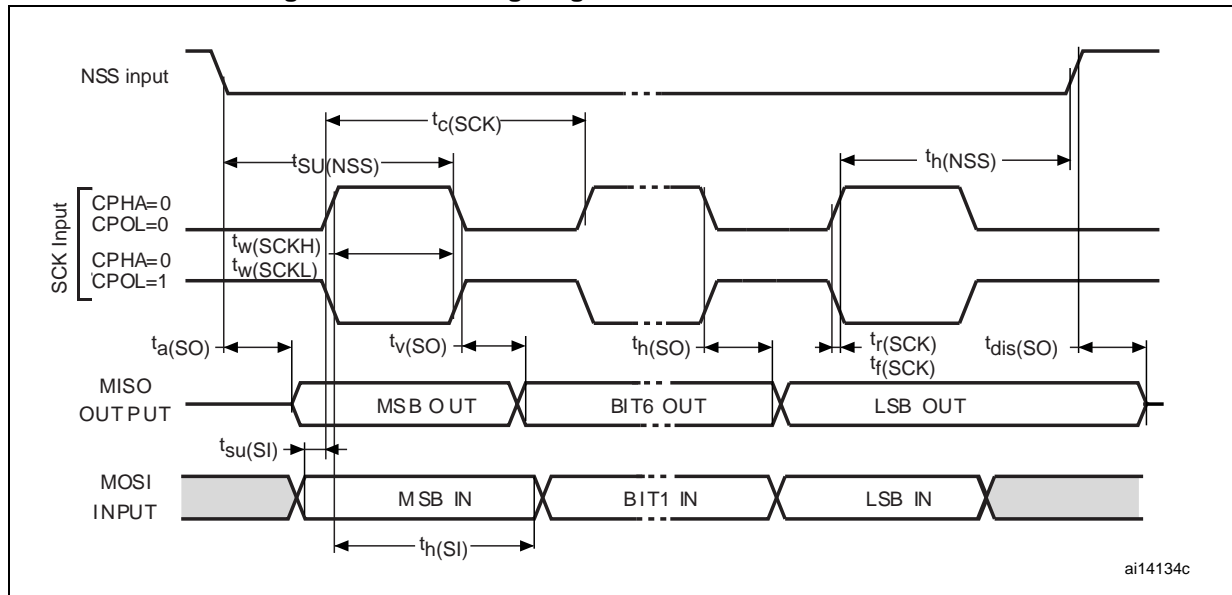 NSS input
tc(SCK)
tSU(NSS)
th(NSS)
SCK Input
CPHA=0
CPOL=0
tw(SCKH)
CPHA=0
tw(SCKL)
CPOL=1
ta(SO)
tv(SO)
th(SO)
tr(SCK)
tf(SCK)
tdis(SO)
MISO
OUTPUT
MSB OUT
BIT6 OUT
LSB OUT
tsu(SI)
MOSI
INPUT
MSB IN
BIT1 IN
LSB IN
th(SI)
ai14134c